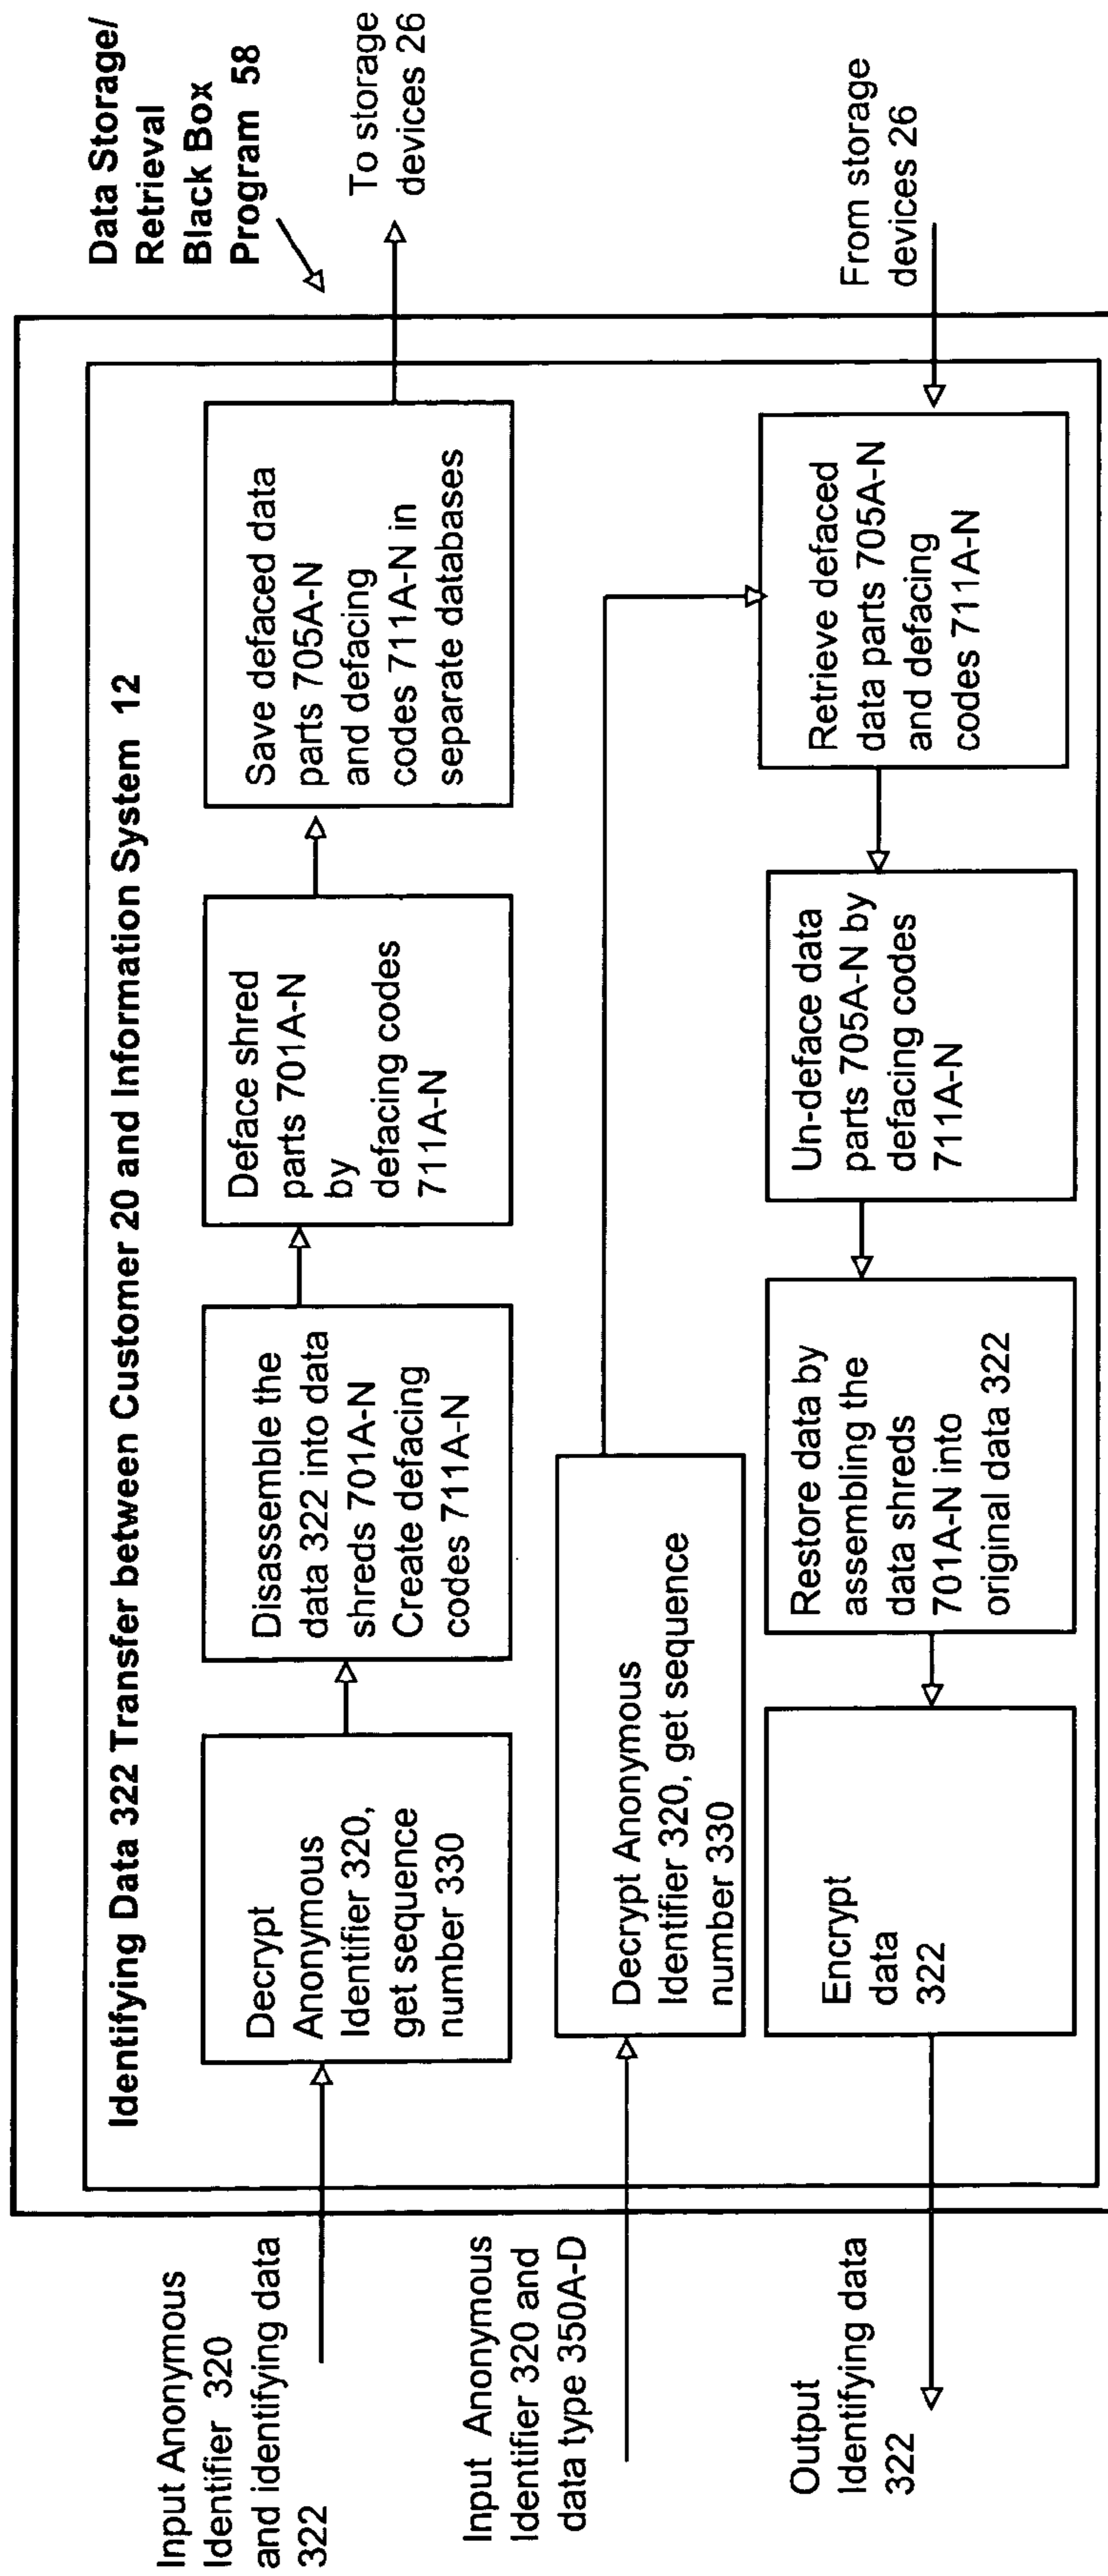 Data Storage/
Retrieval
Black Box
Program 58
Identifying Data 322 Transfer between Customer 20 and Information System 12
Input Anonymous
Identifier 320
and identifying data
322
Decrypt
Anonymous
Identifier 320,
get sequence
number 330
Disassemble the
data 322 into data
shreds 701A-N
Create defacing
codes 711A-N
Deface shred
parts 701A-N
by
defacing codes
711A-N
Save defaced data
parts 705A-N
and defacing
codes 711A-N in
separate databases
To storage
devices 26
Input Anonymous
Identifier 320 and
data type 350A-D
Decrypt Anonymous
Identifier 320, get sequence
number 330
From storage
devices 26
Retrieve defaced
data parts 705A-N
and defacing
codes 711A-N
Un-deface data
parts 705A-N by
defacing codes
711A-N
Restore data by
assembling the
data shreds
701A-N into
original data 322
Encrypt
data
322
Output
Identifying data
322